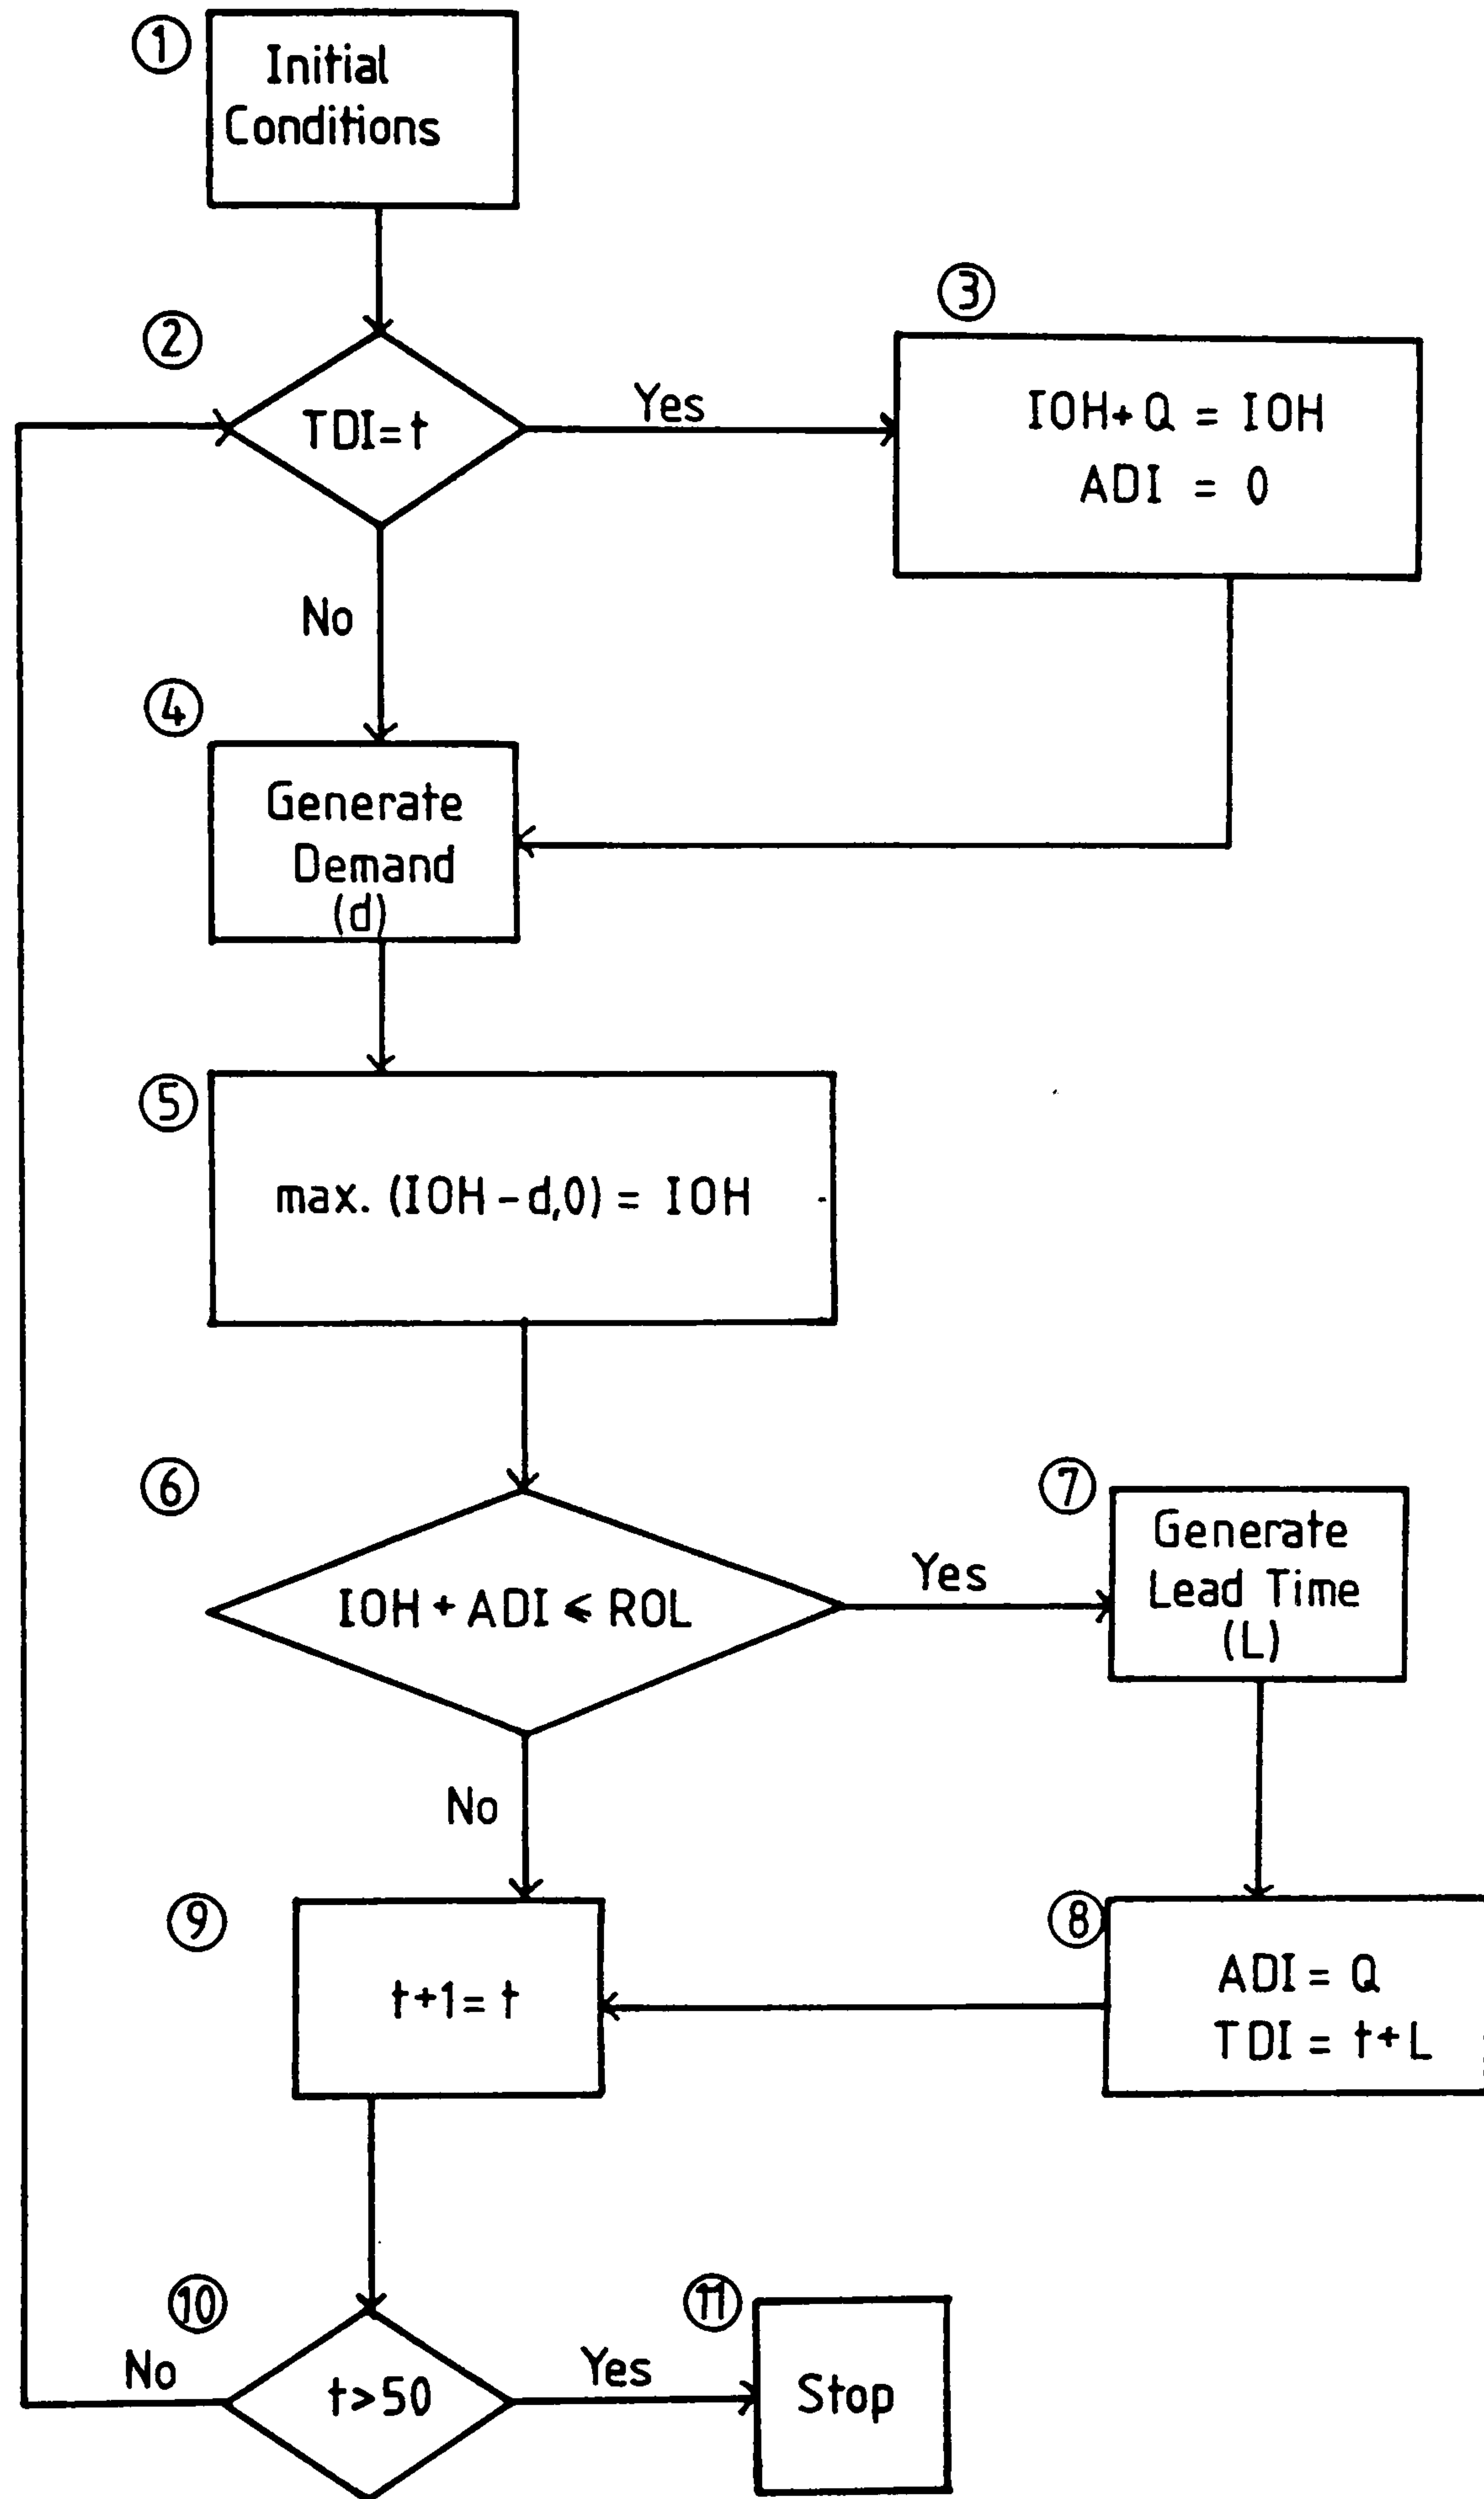 1
Initial
Conditions
2
TDI=t
Yes
3
IOH+Q = IOH
ADI = 0
No
4
Generate
Demand
(d)
5
max. (IOH-d,0) = IOH
6
IOH+ADI ⩽ ROL
Yes
7
Generate
Lead Time
(L)
No
8
ADI = Q
TDI = t+L
9
t+1= t
10
t>50
No
Yes
11
Stop